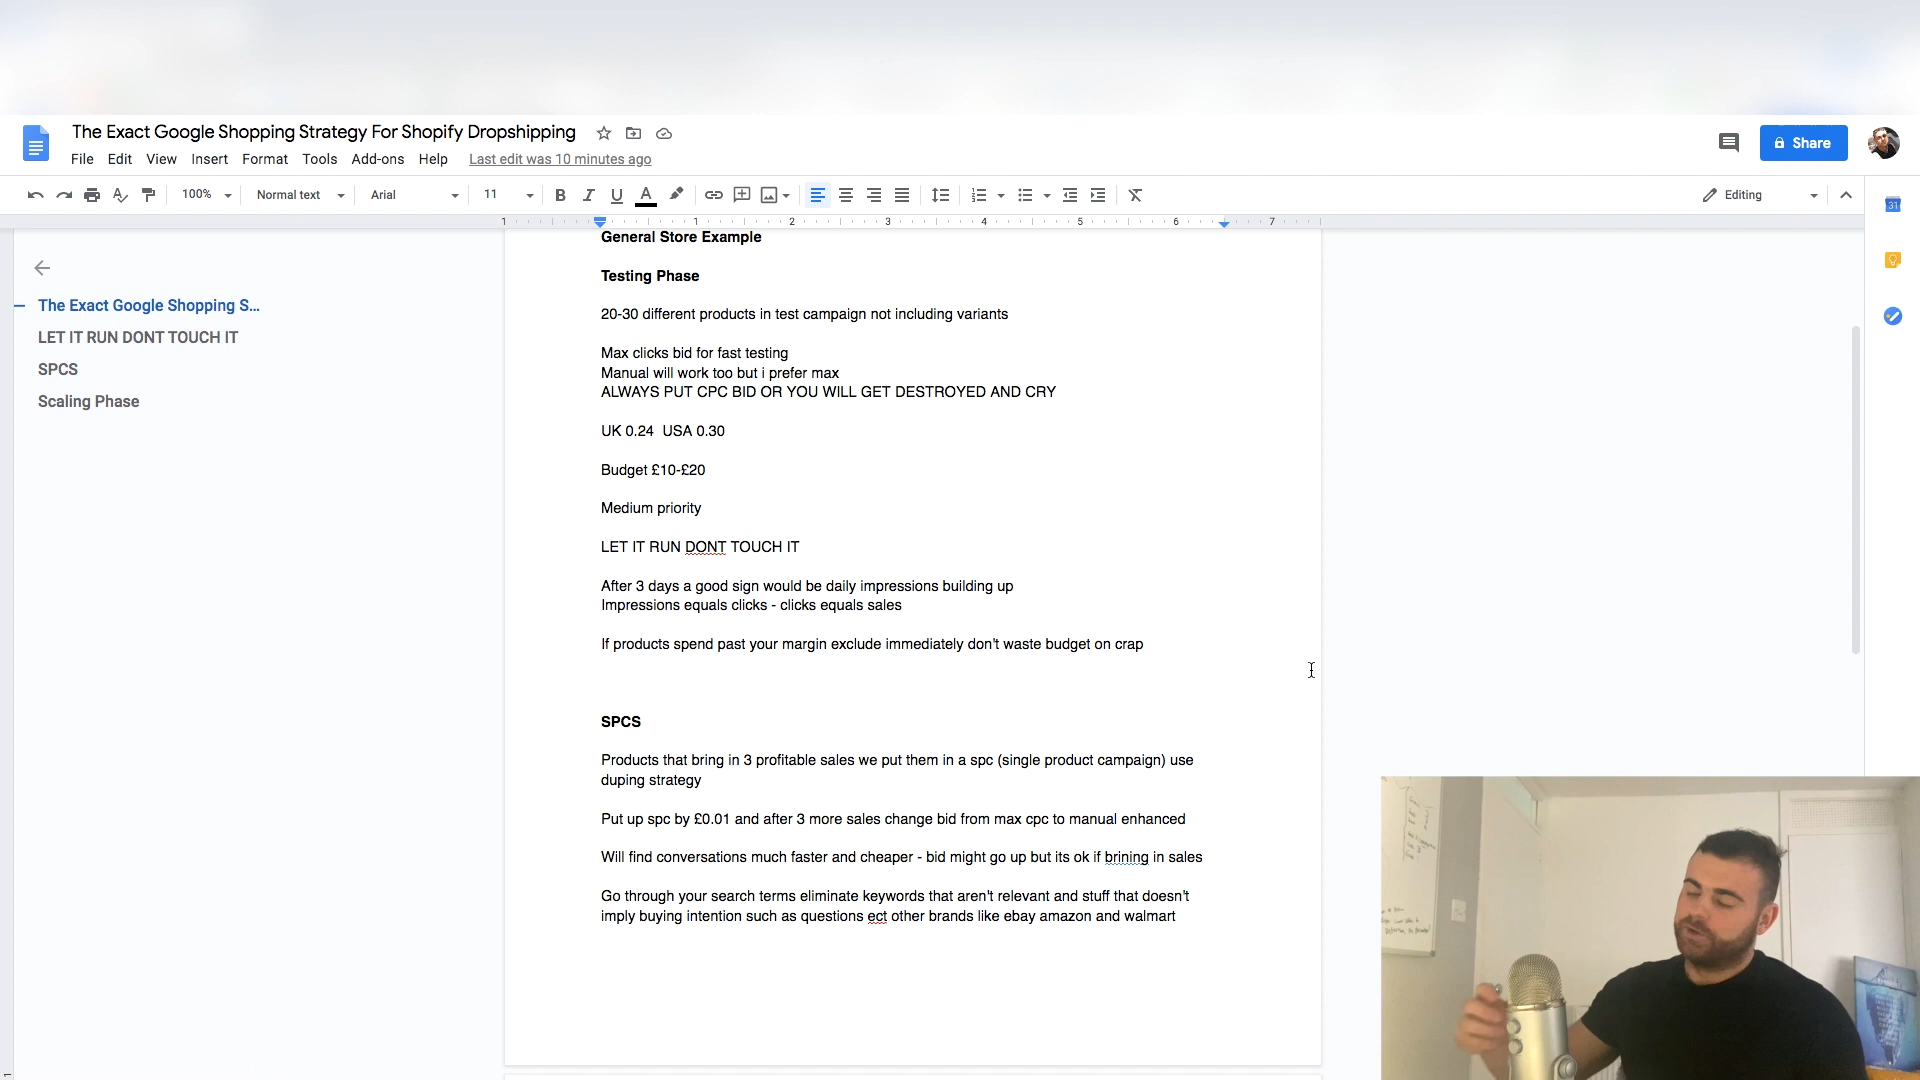 The Exact Google Shopping Strategy For Shopify Dropshipping
File Edit View Insert Format Tools Add-ons Help Last edit was 10 minutes ago
Share
100% Normal text Arial 11 B I U A Editing
31
1 1 2 3 4 5 6 7
The Exact Google Shopping S...
LET IT RUN DONT TOUCH IT
SPCS
Scaling Phase
General Store Example
Testing Phase
20-30 different products in test campaign not including variants
Max clicks bid for fast testing
Manual will work too but i prefer max
ALWAYS PUT CPC BID OR YOU WILL GET DESTROYED AND CRY
UK 0.24  USA 0.30
Budget £10-£20
Medium priority
LET IT RUN DONT TOUCH IT
After 3 days a good sign would be daily impressions building up
Impressions equals clicks - clicks equals sales
If products spend past your margin exclude immediately don't waste budget on crap
SPCS
Products that bring in 3 profitable sales we put them in a spc (single product campaign) use
duping strategy
Put up spc by £0.01 and after 3 more sales change bid from max cpc to manual enhanced
Will find conversations much faster and cheaper - bid might go up but its ok if brining in sales
Go through your search terms eliminate keywords that aren't relevant and stuff that doesn't
imply buying intention such as questions ect other brands like ebay amazon and walmart